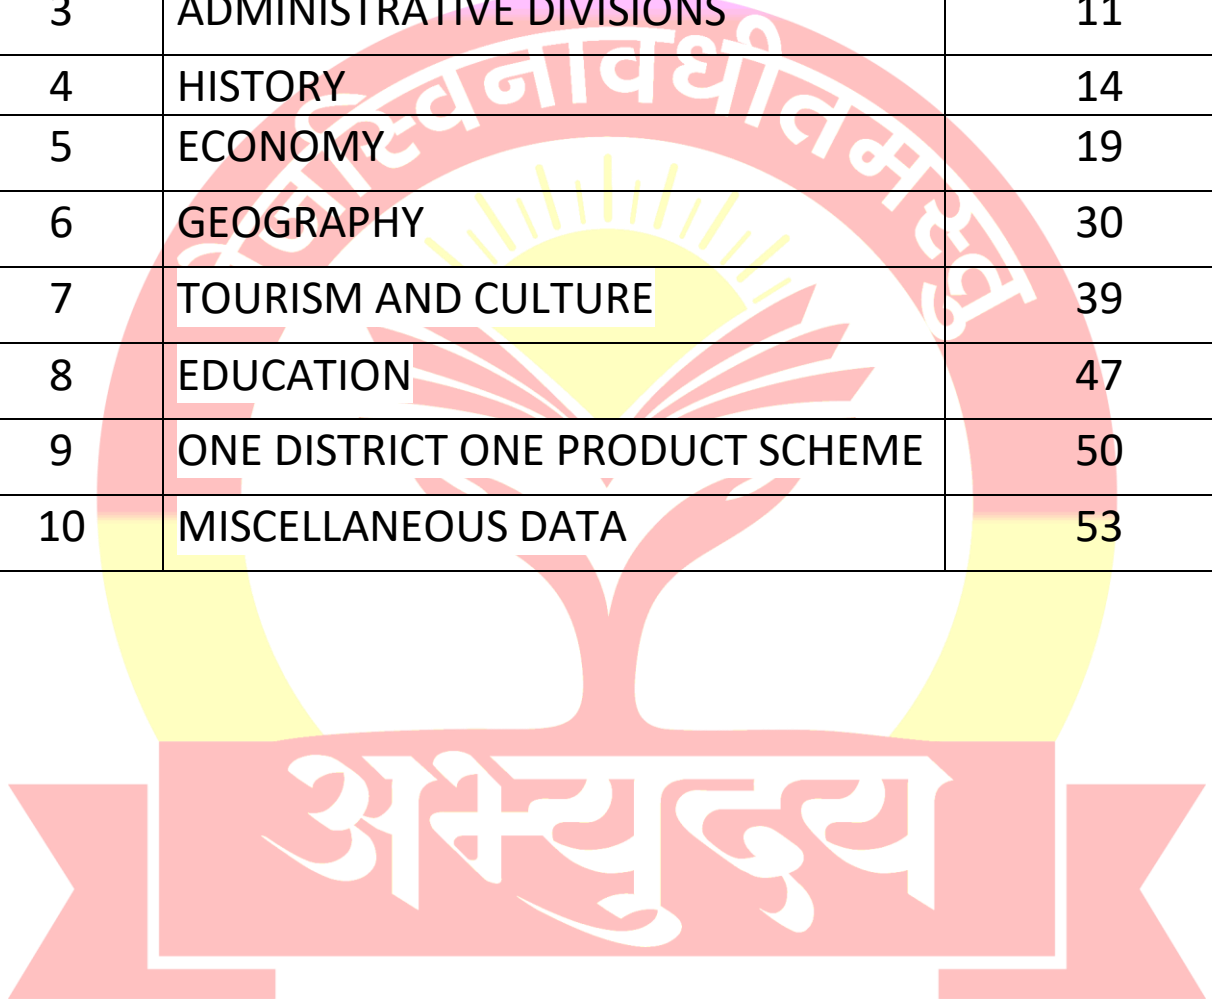 3 ADMINISTRATIVE DIVISIONS 11
4 HISTORY 14
5 ECONOMY 19
6 GEOGRAPHY 30
7 TOURISM AND CULTURE 39
8 EDUCATION 47
9 ONE DISTRICT ONE PRODUCT SCHEME 50
10 MISCELLANEOUS DATA 53
अभ्युदय